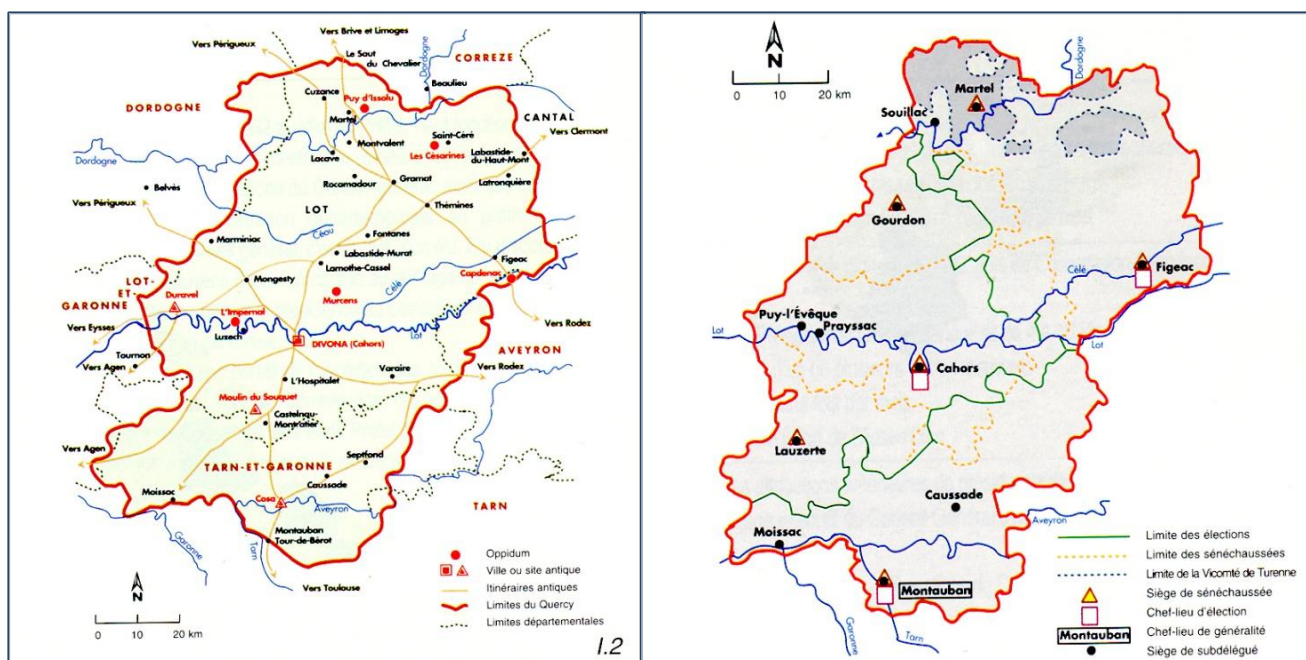 Vers Périgueux
Vers Brive et Limoges
Le Saut
du Chevalier
Dordogne
CORREZE
Beaulieu
Cuzance
Puy d'Issolu
DORDOGNE
Martel
CANTAL
Vers Clermont
Montvalent
Saint-Céré
Lacave
Les Césarines
Labastide-
du-Haut-Mont
Dordogne
Rocamadour
Gramat
Latronquière
Belvès
Vers Périgueux
Thémines
LOT
Céou
Fontanes
Marminiac
Labastide-Murat
Lamothe-Cassel
Figeac
Capdenac
LOT-
ET-
GARONNE
Mongesty
Célé
Murcens
Duravel
L'Impernal
Vers Eysses
Luzech
Lot
Vers Rodez
DIVONA (Cahors)
AVEYRON
Tournon
Vers Agen
Varaire
Vers Rodez
L'Hospitalet
Moulin du Souquet
Castelnau-
Montratier
Vers Agen
Septfond
TARN-ET-GARONNE
Caussade
Moissac
Cosa
Aveyron
TARN
Montauban
Tour-de-Bérot
Garonne
Tarn
Vers Toulouse
N
0 10 20 km
Oppidum
Ville ou site antique
Itinéraires antiques
Limites du Quercy
Limites départementales
I.2
N
0 10 20 km
Dordogne
Martel
Souillac
Gourdon
Célé
Figeac
Puy-l'Évêque
Prayssac
Lot
Lot
Cahors
Lauzerte
Caussade
Aveyron
Moissac
Montauban
Garonne
Tarn
Limite des élections
Limite des sénéchaussées
Limite de la Vicomté de Turenne
Siège de sénéchaussée
Chef-lieu d'élection
Montauban
Chef-lieu de généralité
Siège de subdélégué